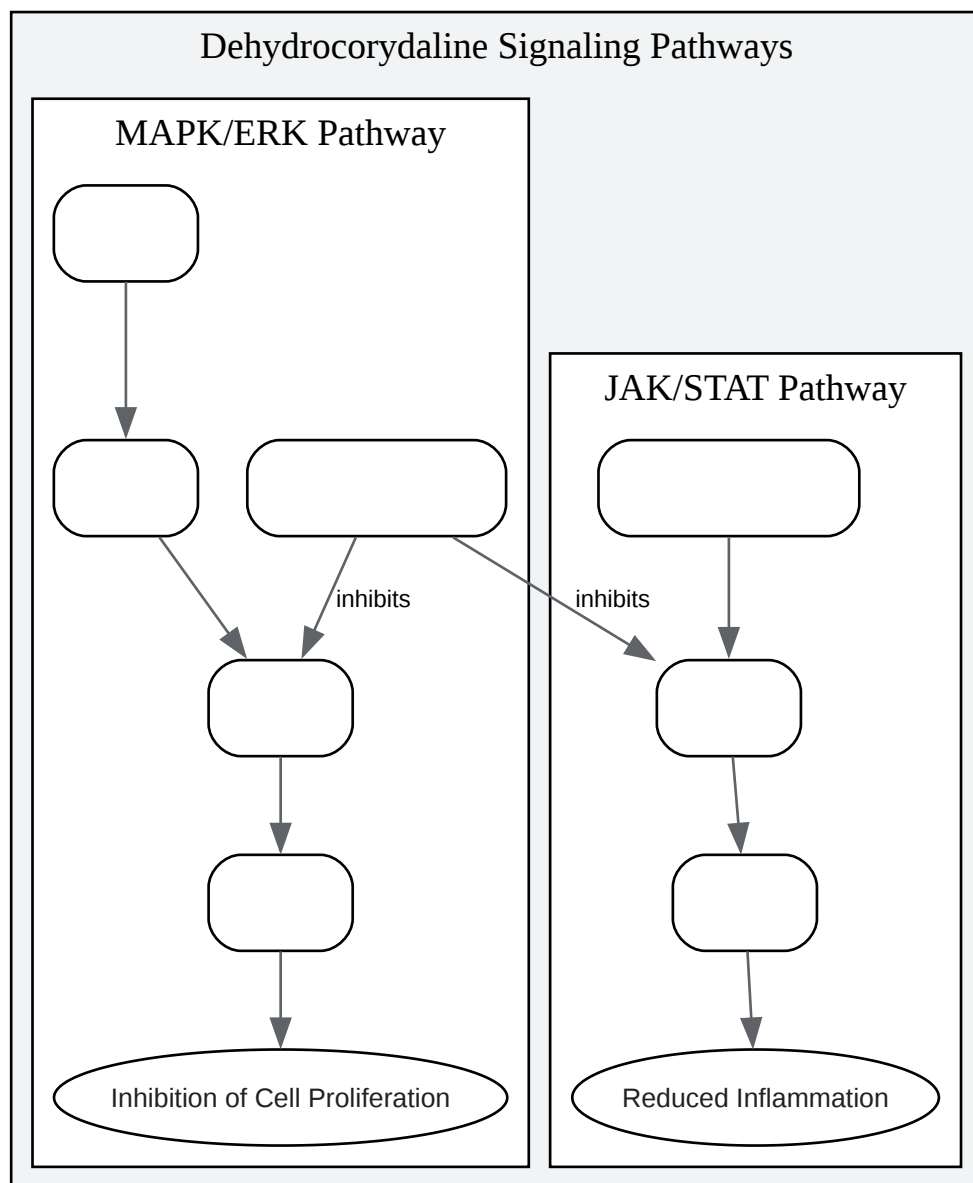 Dehydrocorydaline Signaling Pathways
MAPK/ERK Pathway
JAK/STAT Pathway
inhibits
inhibits
Inhibition of Cell Proliferation
Reduced Inflammation